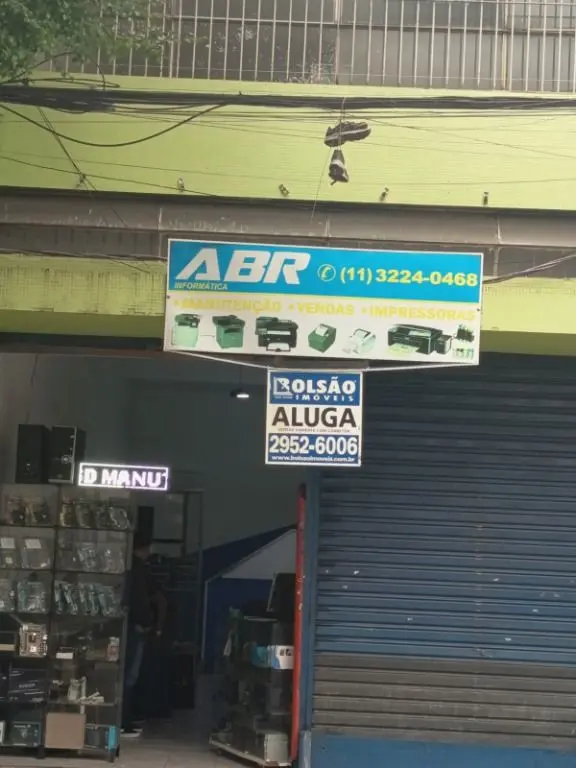 ABR
INFORMÁTICA
(11) 3224-0468
• MANUTENÇÃO • VENDAS • IMPRESSORAS
BOLSÃO
IMÓVEIS
ALUGA
2952-6006
www.bolsaoimoveis.com.br
D MANU